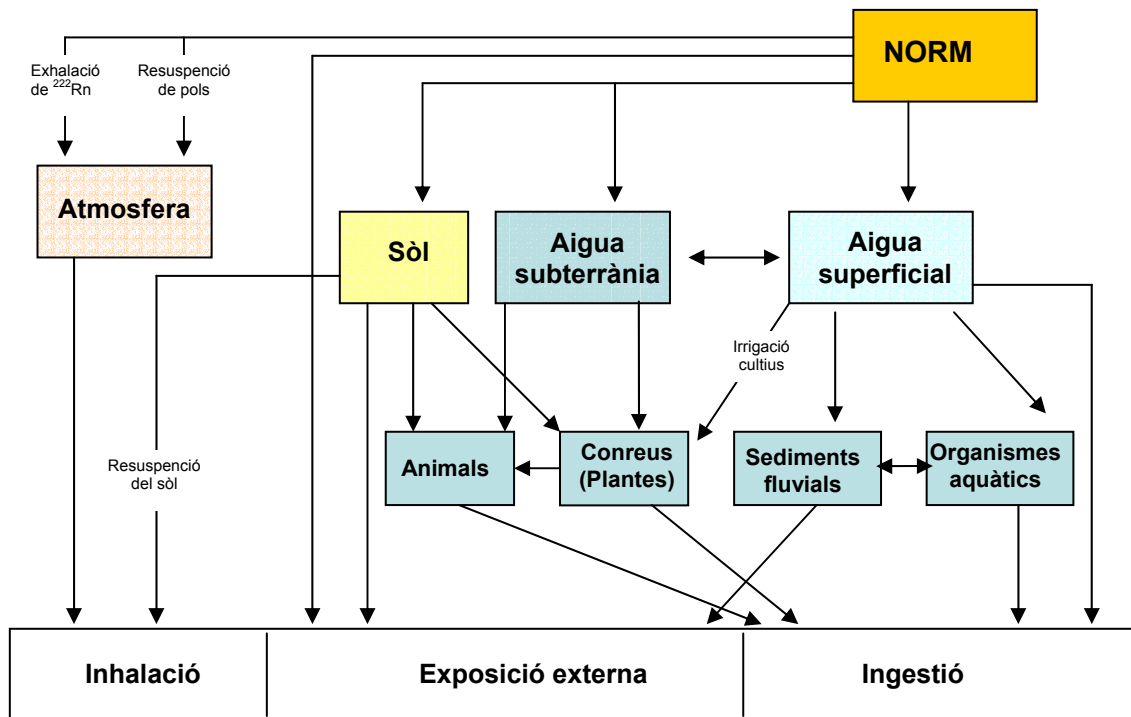 NORM
Exhalació
de ²²²Rn
Resuspenció
de pols
Atmosfera
Sòl
Aigua
subterrània
Aigua
superficial
Irrigació
cultius
Resuspenció
del sòl
Animals
Conreus
(Plantes)
Sediments
fluvials
Organismes
aquàtics
Inhalació
Exposició externa
Ingestió